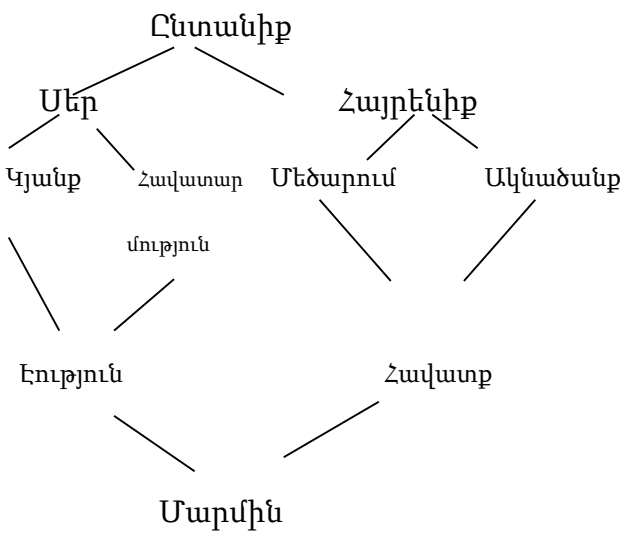 Ընտանիք
Սեր Հայրենիք
Կյանք Հավատար Մեծարում Ակնածանք
մություն
Էություն Հավատք
Մարմին